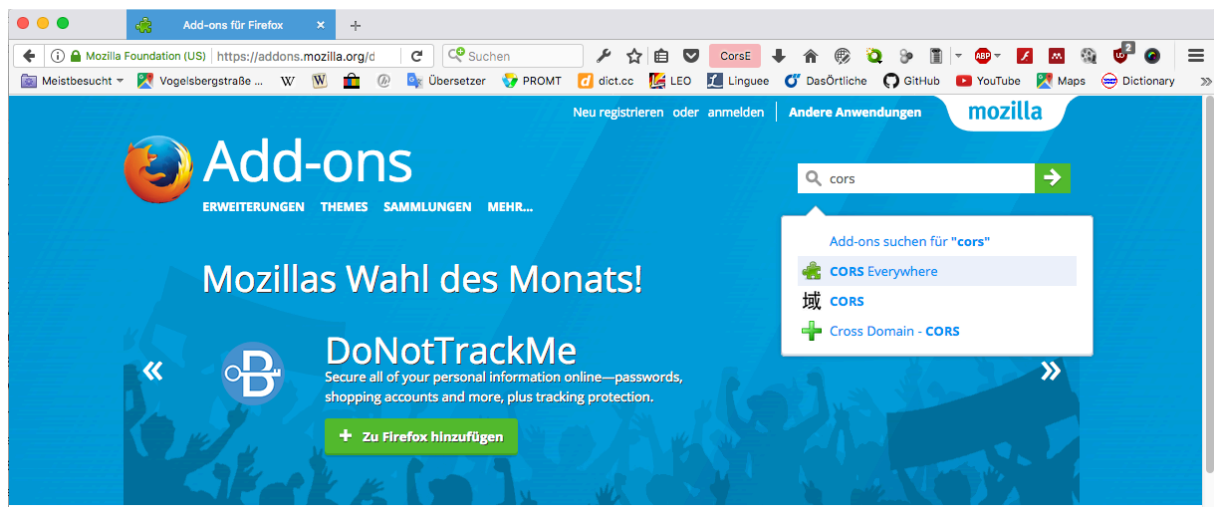 Add-ons für Firefox
Mozilla Foundation (US) https://addons.mozilla.org/d Suchen CorsE ABP 2
Meistbesucht Vogelsbergstraße ... W W Übersetzer PROMT dict.cc LEO Linguee DasÖrtliche GitHub YouTube Maps Dictionary
Neu registrieren oder anmelden Andere Anwendungen mozilla
Add-ons
cors
ERWEITERUNGEN THEMES SAMMLUNGEN MEHR...
Add-ons suchen für "cors"
CORS Everywhere
域 CORS
Cross Domain - CORS
Mozillas Wahl des Monats!
DoNotTrackMe
Secure all of your personal information online—passwords,
shopping accounts and more, plus tracking protection.
Zu Firefox hinzufügen